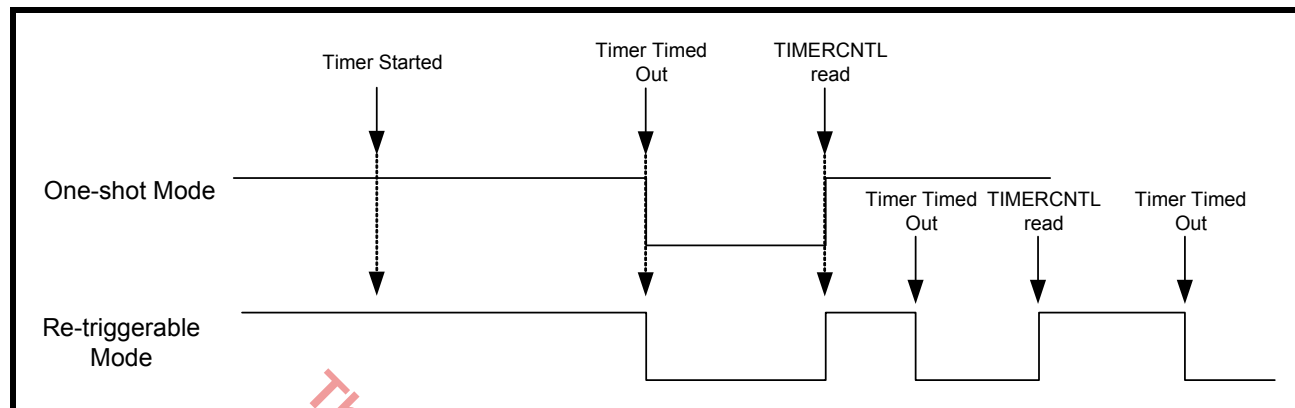 Timer Started
Timer Timed
Out
TIMERCNTL
read
One-shot Mode
Timer Timed
Out
TIMERCNTL
read
Timer Timed
Out
Re-triggerable
Mode